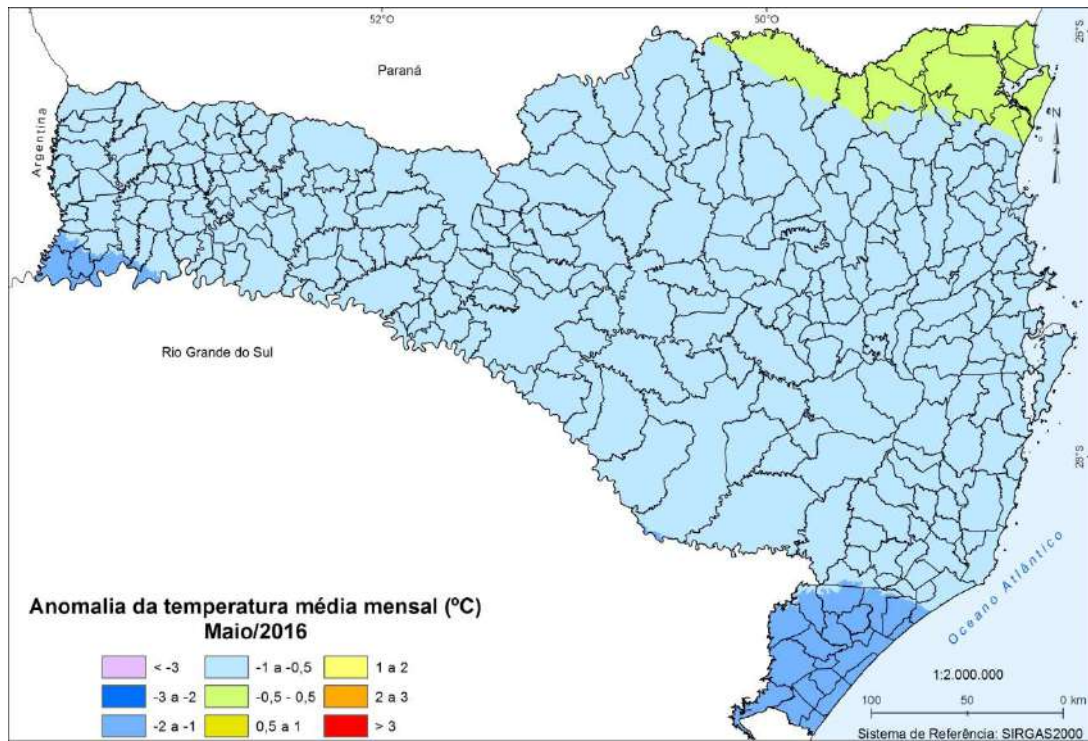 52°O
50°O
26°S
Paraná
Argentina
N
Rio Grande do Sul
28°S
Oceano Atlântico
Anomalia da temperatura média mensal (ºC)
Maio/2016
< -3
-1 a -0,5
1 a 2
-3 a -2
-0,5 - 0,5
2 a 3
-2 a -1
0,5 a 1
> 3
1:2.000.000
100 50 0 km
Sistema de Referência: SIRGAS2000